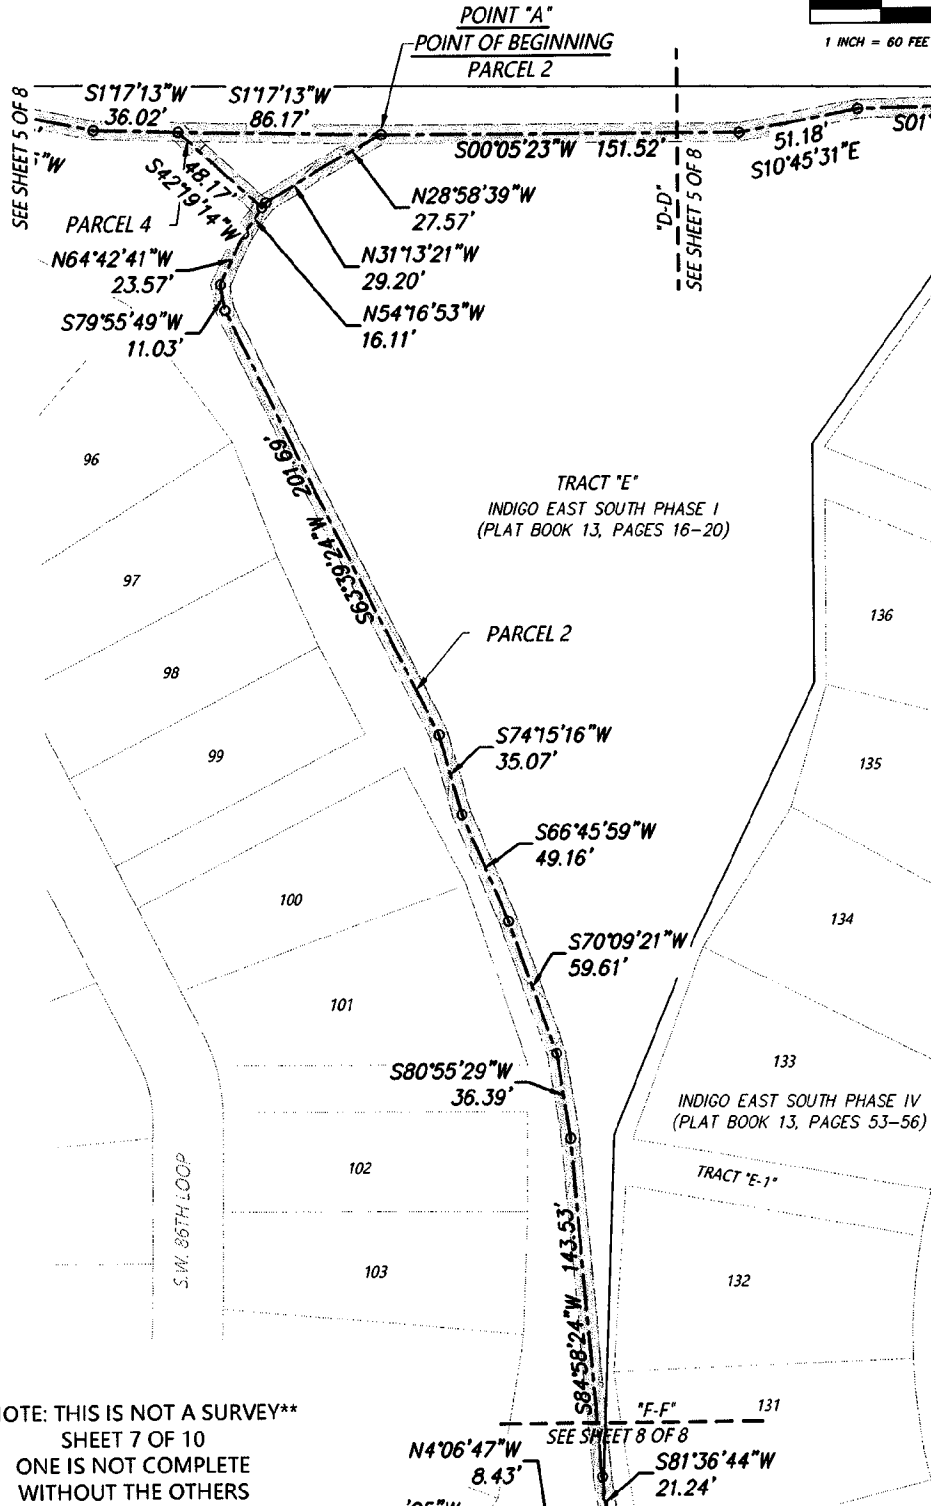 POINT "A"
POINT OF BEGINNING
PARCEL 2
1 INCH = 60 FEE
SEE SHEET 5 OF 8
S1°17'13"W
36.02'
S1°17'13"W
86.17'
S00°05'23"W 151.52'
51.18'
S10°45'31"E
S01°
"W
48.17'
S42°19'14"W
PARCEL 4
N28°58'39"W
27.57'
N31°13'21"W
29.20'
N54°16'53"W
16.11'
N64°42'41"W
23.57'
S79°55'49"W
11.03'
"D-D"
SEE SHEET 5 OF 8
S63°39'24"W 201.69'
TRACT "E"
INDIGO EAST SOUTH PHASE I
(PLAT BOOK 13, PAGES 16-20)
PARCEL 2
96
97
98
99
100
101
102
103
136
135
134
133
132
131
S74°15'16"W
35.07'
S66°45'59"W
49.16'
S70°09'21"W
59.61'
S80°55'29"W
36.39'
INDIGO EAST SOUTH PHASE IV
(PLAT BOOK 13, PAGES 53-56)
TRACT "E-1"
S.W. 86TH LOOP
S84°58'24"W 143.53'
"F-F"
SEE SHEET 8 OF 8
N4°06'47"W
8.43'
S81°36'44"W
21.24'
OTE: THIS IS NOT A SURVEY**
SHEET 7 OF 10
ONE IS NOT COMPLETE
WITHOUT THE OTHERS